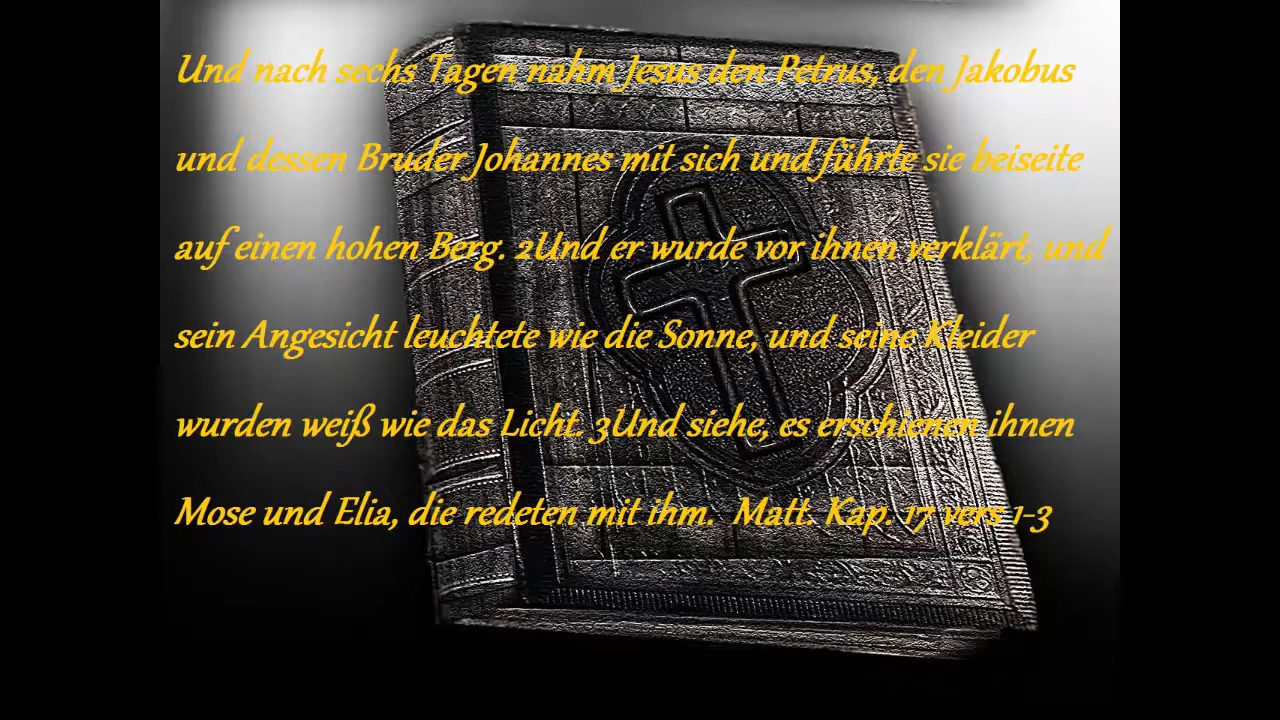 Und nach sechs Tagen nahm Jesus den Petrus, den Jakobus
und dessen Bruder Johannes mit sich und führte sie beiseite
auf einen hohen Berg. 2Und er wurde vor ihnen verklärt, und
sein Angesicht leuchtete wie die Sonne, und seine Kleider
wurden weiß wie das Licht. 3Und siehe, es erschienen ihnen
Mose und Elia, die redeten mit ihm.  Matt. Kap. 17 vers 1-3